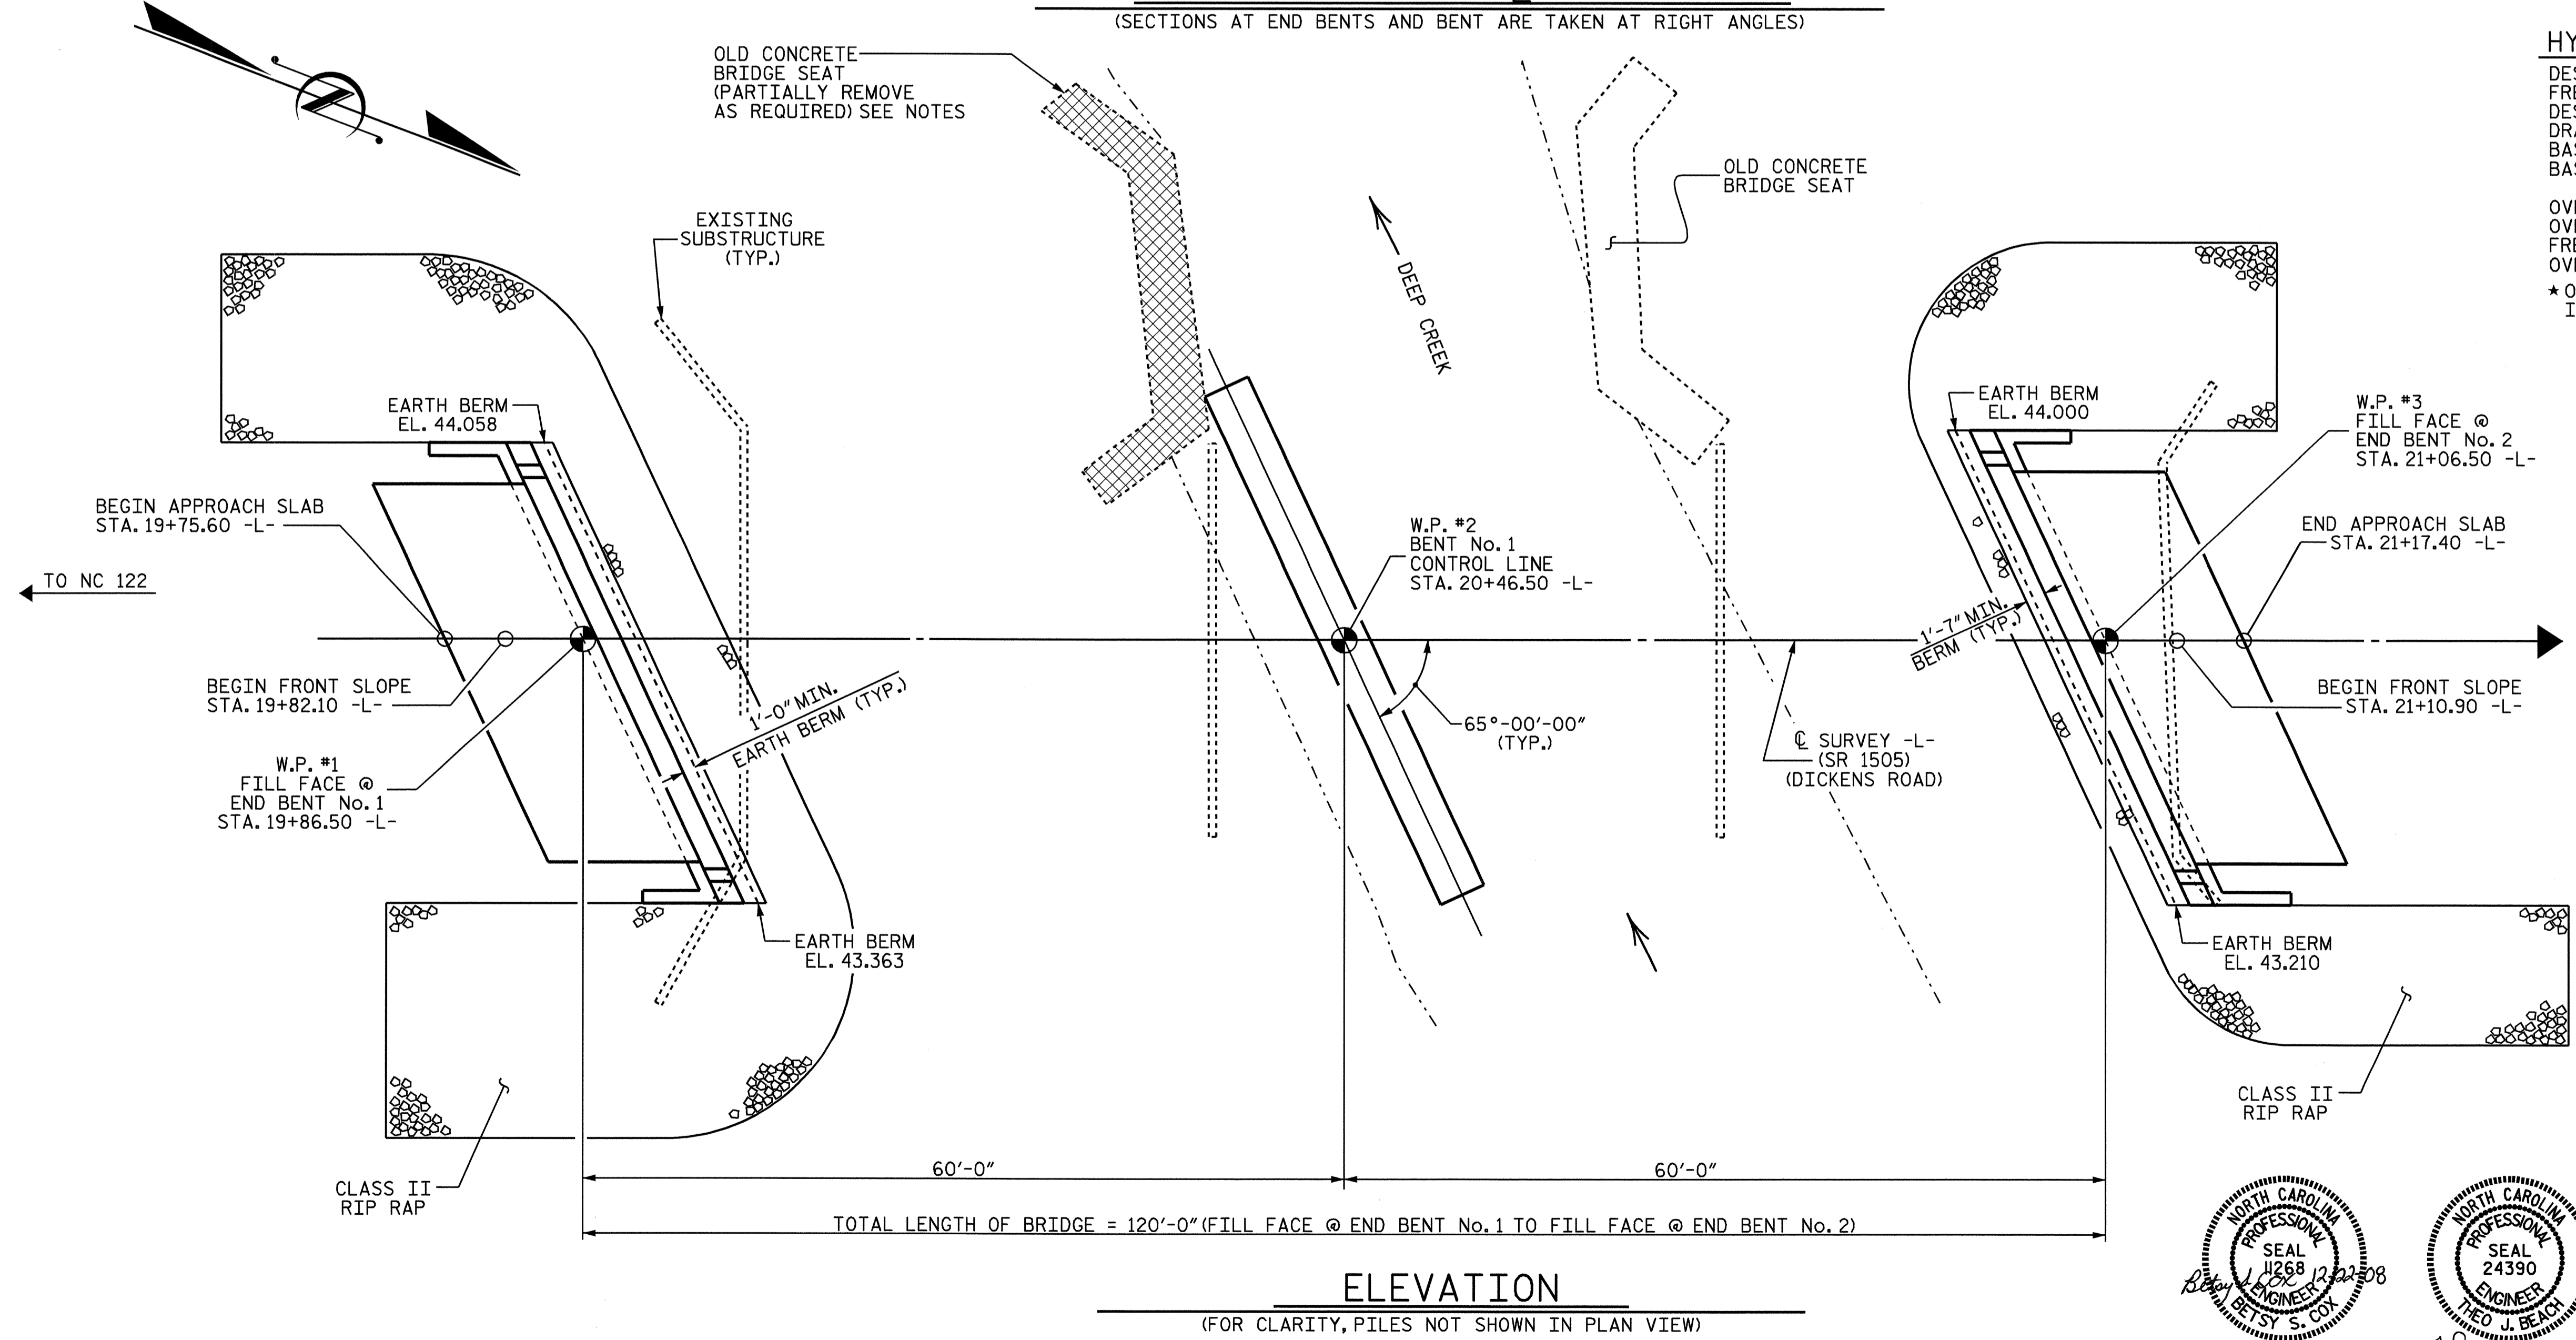 (SECTIONS AT END BENTS AND BENT ARE TAKEN AT RIGHT ANGLES)
OLD CONCRETE
BRIDGE SEAT
(PARTIALLY REMOVE
AS REQUIRED) SEE NOTES
OLD CONCRETE
BRIDGE SEAT
EXISTING
SUBSTRUCTURE
(TYP.)
DEEP CREEK
EARTH BERM
EL. 44.058
EARTH BERM
EL. 44.000
W.P. #3
FILL FACE @
END BENT No. 2
STA. 21+06.50 -L-
BEGIN APPROACH SLAB
STA. 19+75.60 -L-
W.P. #2
BENT No. 1
CONTROL LINE
STA. 20+46.50 -L-
END APPROACH SLAB
STA. 21+17.40 -L-
TO NC 122
1'-7" MIN.
BERM (TYP.)
BEGIN FRONT SLOPE
STA. 19+82.10 -L-
1'-0" MIN.
EARTH BERM (TYP.)
65°-00'-00"
(TYP.)
BEGIN FRONT SLOPE
STA. 21+10.90 -L-
℄ SURVEY -L-
(SR 1505)
(DICKENS ROAD)
W.P. #1
FILL FACE @
END BENT No. 1
STA. 19+86.50 -L-
EARTH BERM
EL. 43.363
EARTH BERM
EL. 43.210
CLASS II
RIP RAP
CLASS II
RIP RAP
60'-0"
60'-0"
TOTAL LENGTH OF BRIDGE = 120'-0" (FILL FACE @ END BENT No. 1 TO FILL FACE @ END BENT No. 2)
ELEVATION
(FOR CLARITY, PILES NOT SHOWN IN PLAN VIEW)
NORTH CAROLINA
PROFESSIONAL
SEAL
11268
ENGINEER
BETSY S. COX
Betsy S Cox 12-22-08
NORTH CAROLINA
PROFESSIONAL
SEAL
24390
ENGINEER
THEO J. BEACH